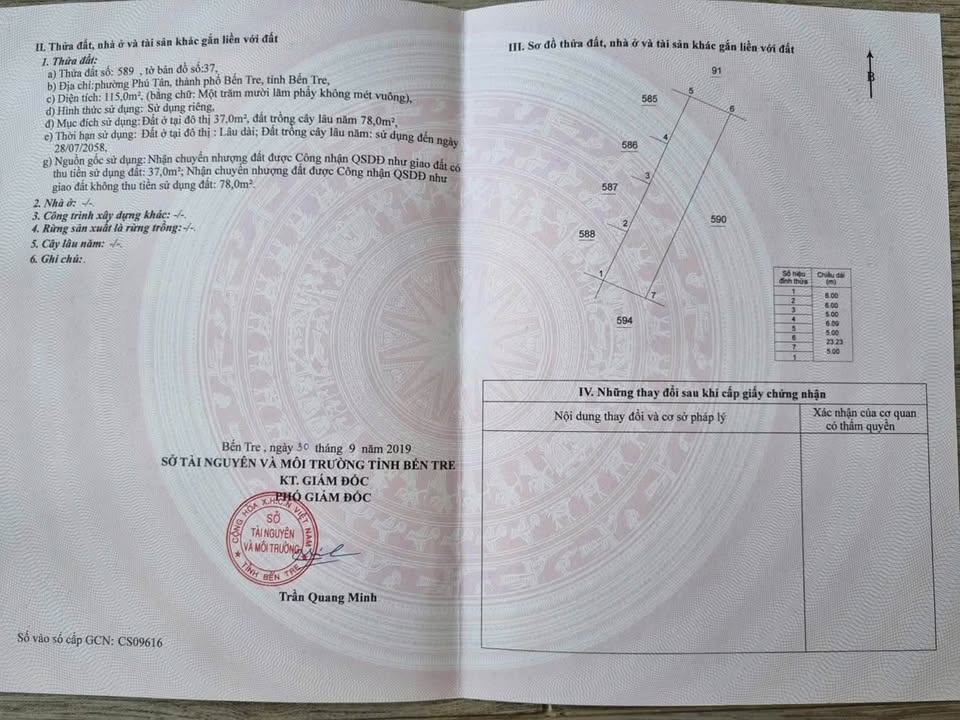 II. Thửa đất, nhà ở và tài sản khác gắn liền với đất
1. Thửa đất:
a) Thửa đất số: 589 , tờ bản đồ số:37,
b) Địa chỉ:phường Phú Tân, thành phố Bến Tre, tỉnh Bến Tre,
c) Diện tích: 115,0m², (bằng chữ: Một trăm mười lăm phẩy không mét vuông),
d) Hình thức sử dụng: Sử dụng riêng,
đ) Mục đích sử dụng:Đất ở tại đô thị 37,0m², đất trồng cây lâu năm 78,0m²,
e) Thời hạn sử dụng: Đất ở tại đô thị : Lâu dài; Đất trồng cây lâu năm: sử dụng đến ngày
28/07/2058,
g) Nguồn gốc sử dụng: Nhận chuyển nhượng đất được Công nhận QSDĐ như giao đất có
thu tiền sử dụng đất: 37,0m²; Nhận chuyển nhượng đất được Công nhận QSDĐ như
giao đất không thu tiền sử dụng đất: 78,0m².
2. Nhà ở: -/-.
3. Công trình xây dựng khác: -/-.
4. Rừng sản xuất là rừng trồng:-/-.
5. Cây lâu năm: -/-.
6. Ghi chú:.
Bến Tre , ngày 30 tháng 9 năm 2019
SỞ TÀI NGUYÊN VÀ MÔI TRƯỜNG TỈNH BẾN TRE
KT. GIÁM ĐỐC
PHÓ GIÁM ĐỐC
CỘNG HÒA X.H.C.N VIỆT NAM
SỞ
TÀI NGUYÊN
VÀ MÔI TRƯỜNG
TỈNH BẾN TRE
Trần Quang Minh
Số vào sổ cấp GCN: CS09616
III. Sơ đồ thửa đất, nhà ở và tài sản khác gắn liền với đất
B
91
585
5
6
586
4
587
3
590
588
2
1
7
594
Số hiệu đỉnh thửa Chiều dài (m)
1
6.00
2
6.00
3
5.00
4
6.09
5
5.00
6
23.23
7
5.00
1
IV. Những thay đổi sau khi cấp giấy chứng nhận
Nội dung thay đổi và cơ sở pháp lý
Xác nhận của cơ quan
có thẩm quyền